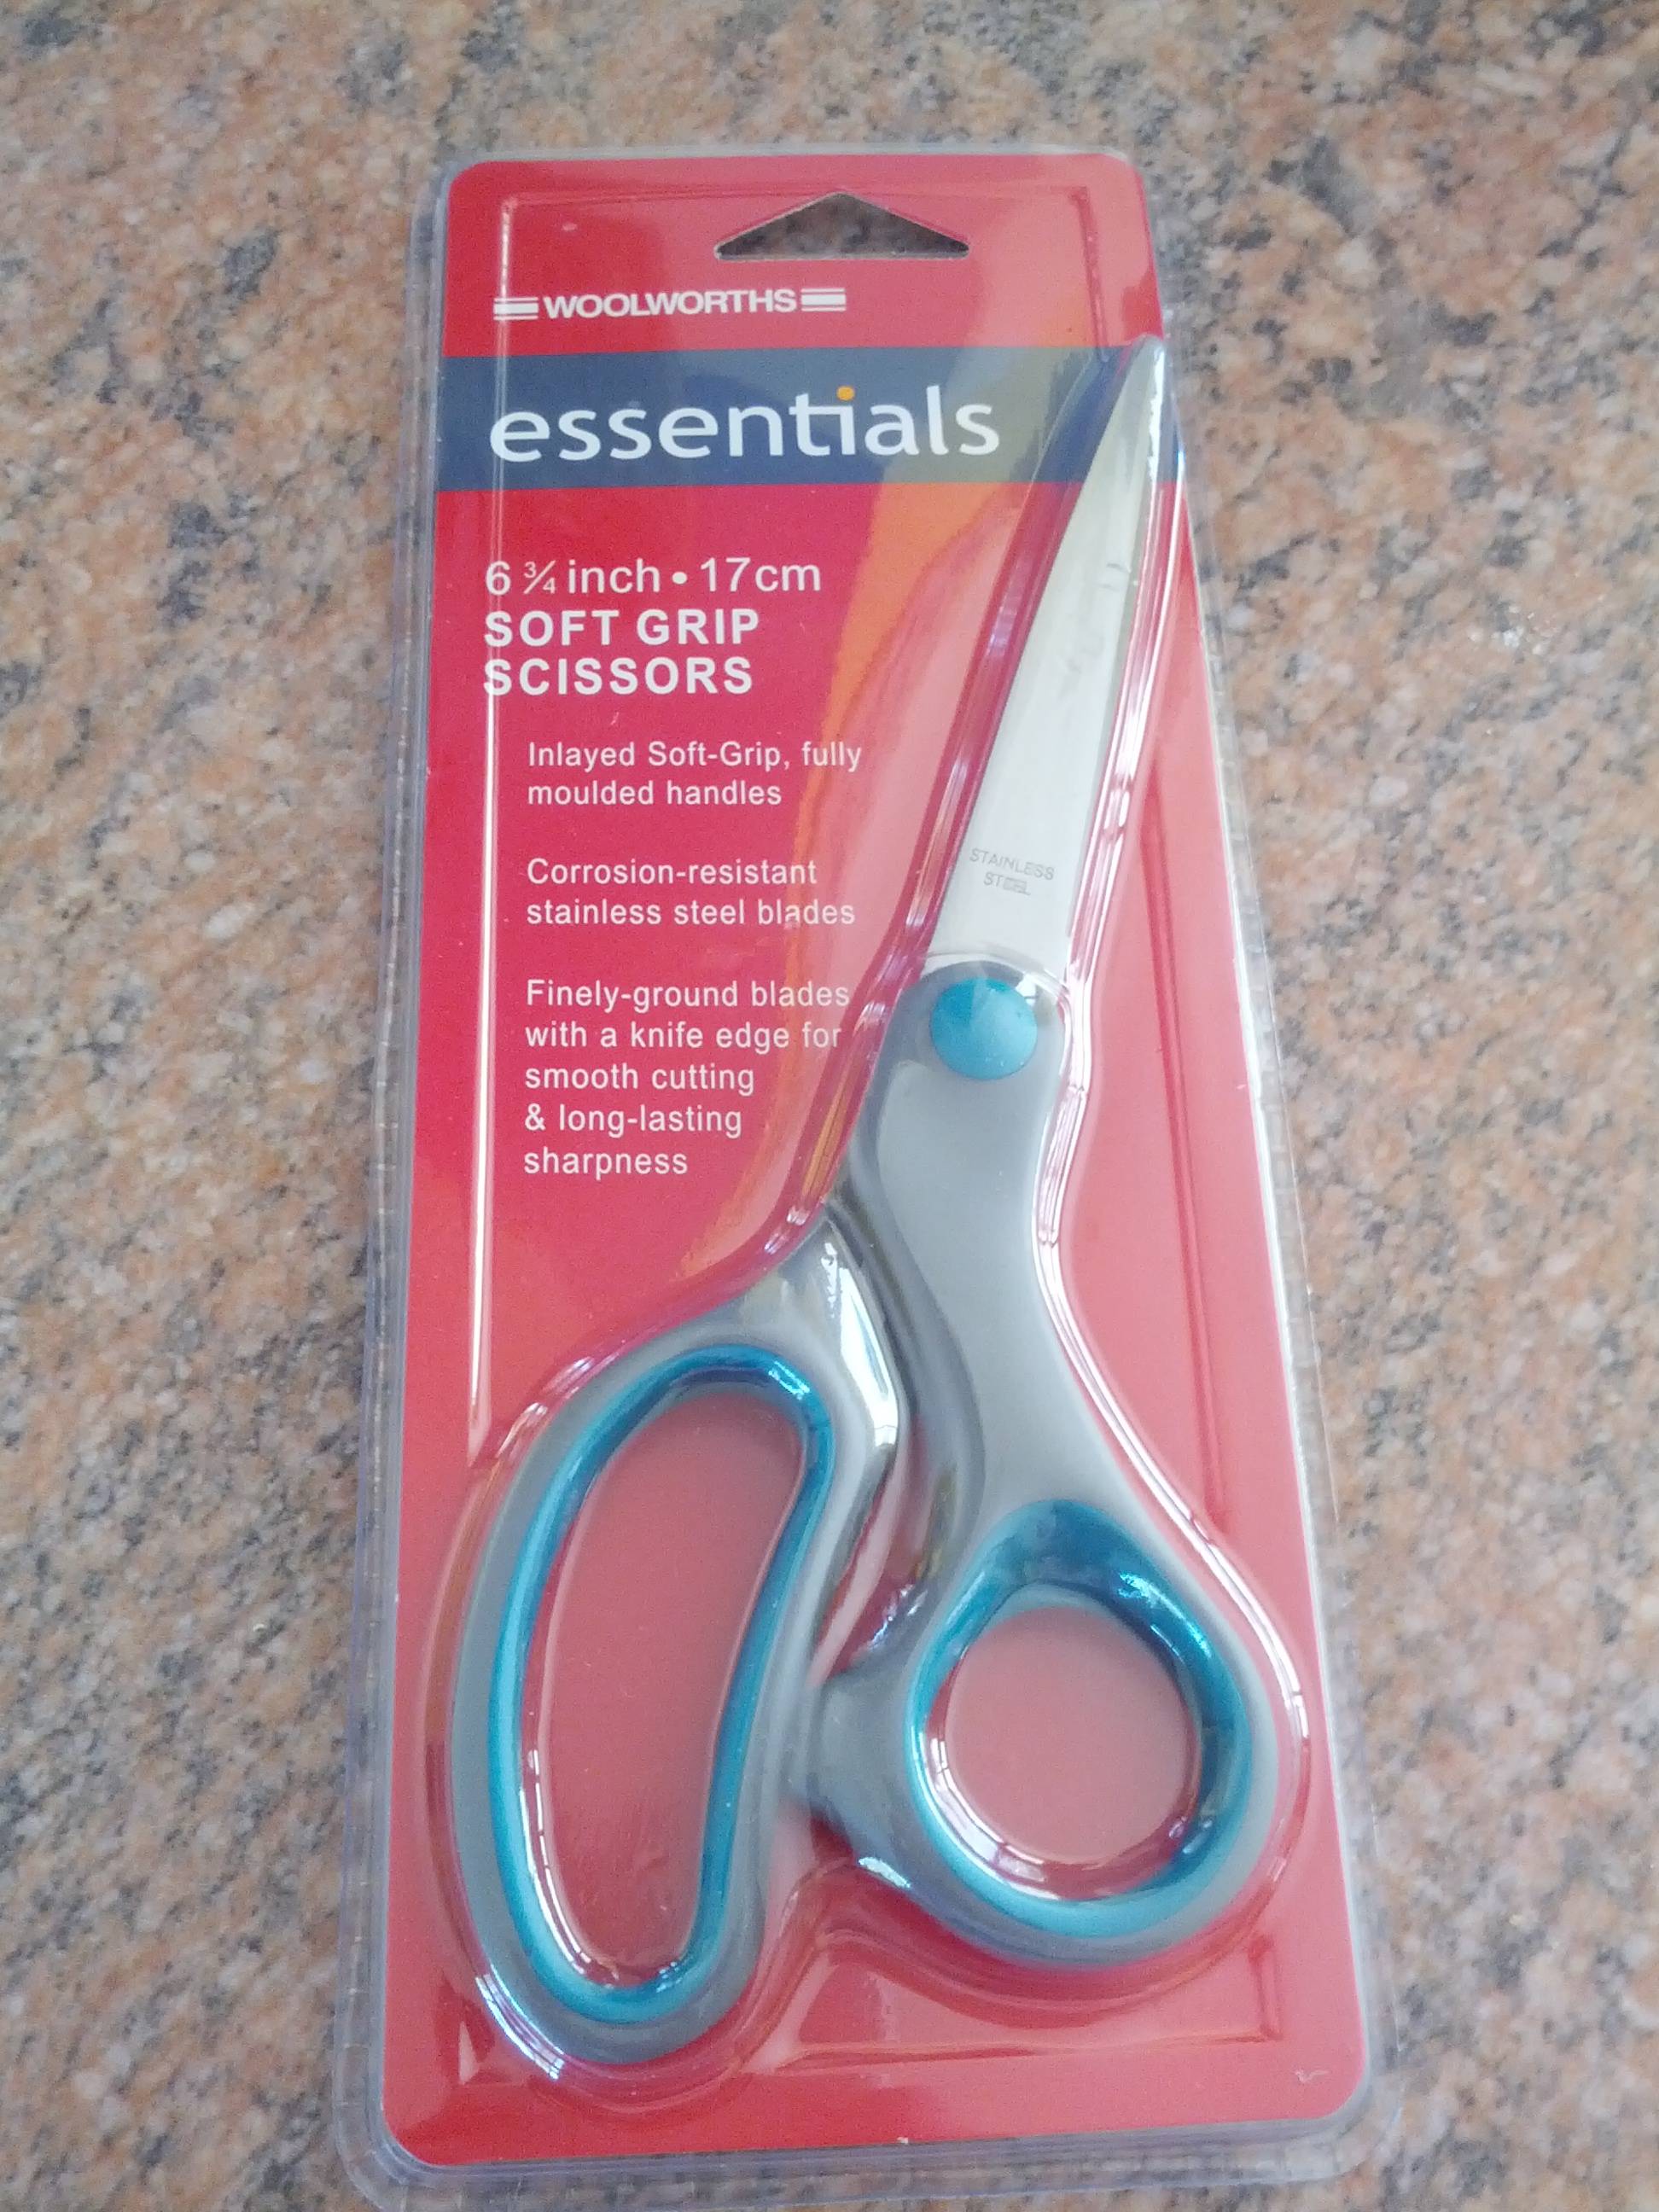 WOOLWORTHS
essentials
6 ¾ inch • 17cm
SOFT GRIP
SCISSORS
Inlayed Soft-Grip, fully
moulded handles
Corrosion-resistant
stainless steel blades
Finely-ground blades
with a knife edge for
smooth cutting
& long-lasting
sharpness
STAINLESS
STEEL